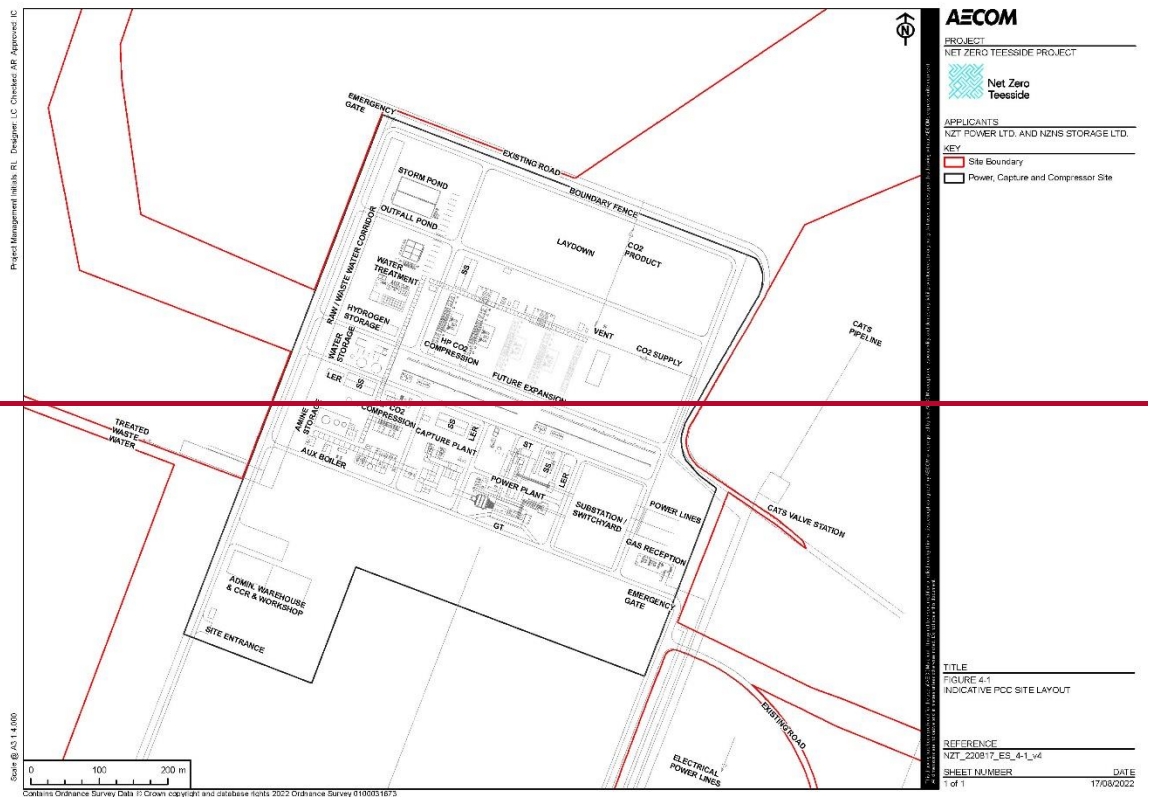 AECOM
PROJECT
NET ZERO TEESSIDE PROJECT
Net Zero
Teesside
APPLICANTS
NZT POWER LTD. AND NZNS STORAGE LTD.
KEY
Site Boundary
Power, Capture and Compressor Site
TITLE
FIGURE 4-1
INDICATIVE PCC SITE LAYOUT
REFERENCE
NZT_220817_ES_4-1_v4
SHEET NUMBER
DATE
1 of 1
17/08/2022
Project Management Initials: RL Designer: LC Checked: AR Approved: IC
Scale @ A3 1:4,000
N
EMERGENCY
GATE
EXISTING ROAD
BOUNDARY FENCE
STORM POND
OUTFALL POND
RAW / WASTE WATER CORRIDOR
WATER
TREATMENT
SS
LAYDOWN
CO2
PRODUCT
HYDROGEN
STORAGE
WATER
STORAGE
HP CO2
COMPRESSION
VENT
CO2 SUPPLY
FUTURE EXPANSION
CATS
PIPELINE
LER
SS
AMINE
STORAGE
CO2
COMPRESSION
SS
LER
CAPTURE PLANT
ST
SS
LER
TREATED
WASTE
WATER
AUX BOILER
POWER PLANT
GT
SUBSTATION /
SWITCHYARD
POWER LINES
GAS RECEPTION
CATS VALVE STATION
EMERGENCY
GATE
ADMIN, WAREHOUSE
& CCR & WORKSHOP
SITE ENTRANCE
EXISTING ROAD
ELECTRICAL
POWER LINES
0 100 200 m
Contains Ordnance Survey Data © Crown copyright and database rights 2022 Ordnance Survey 0100031673